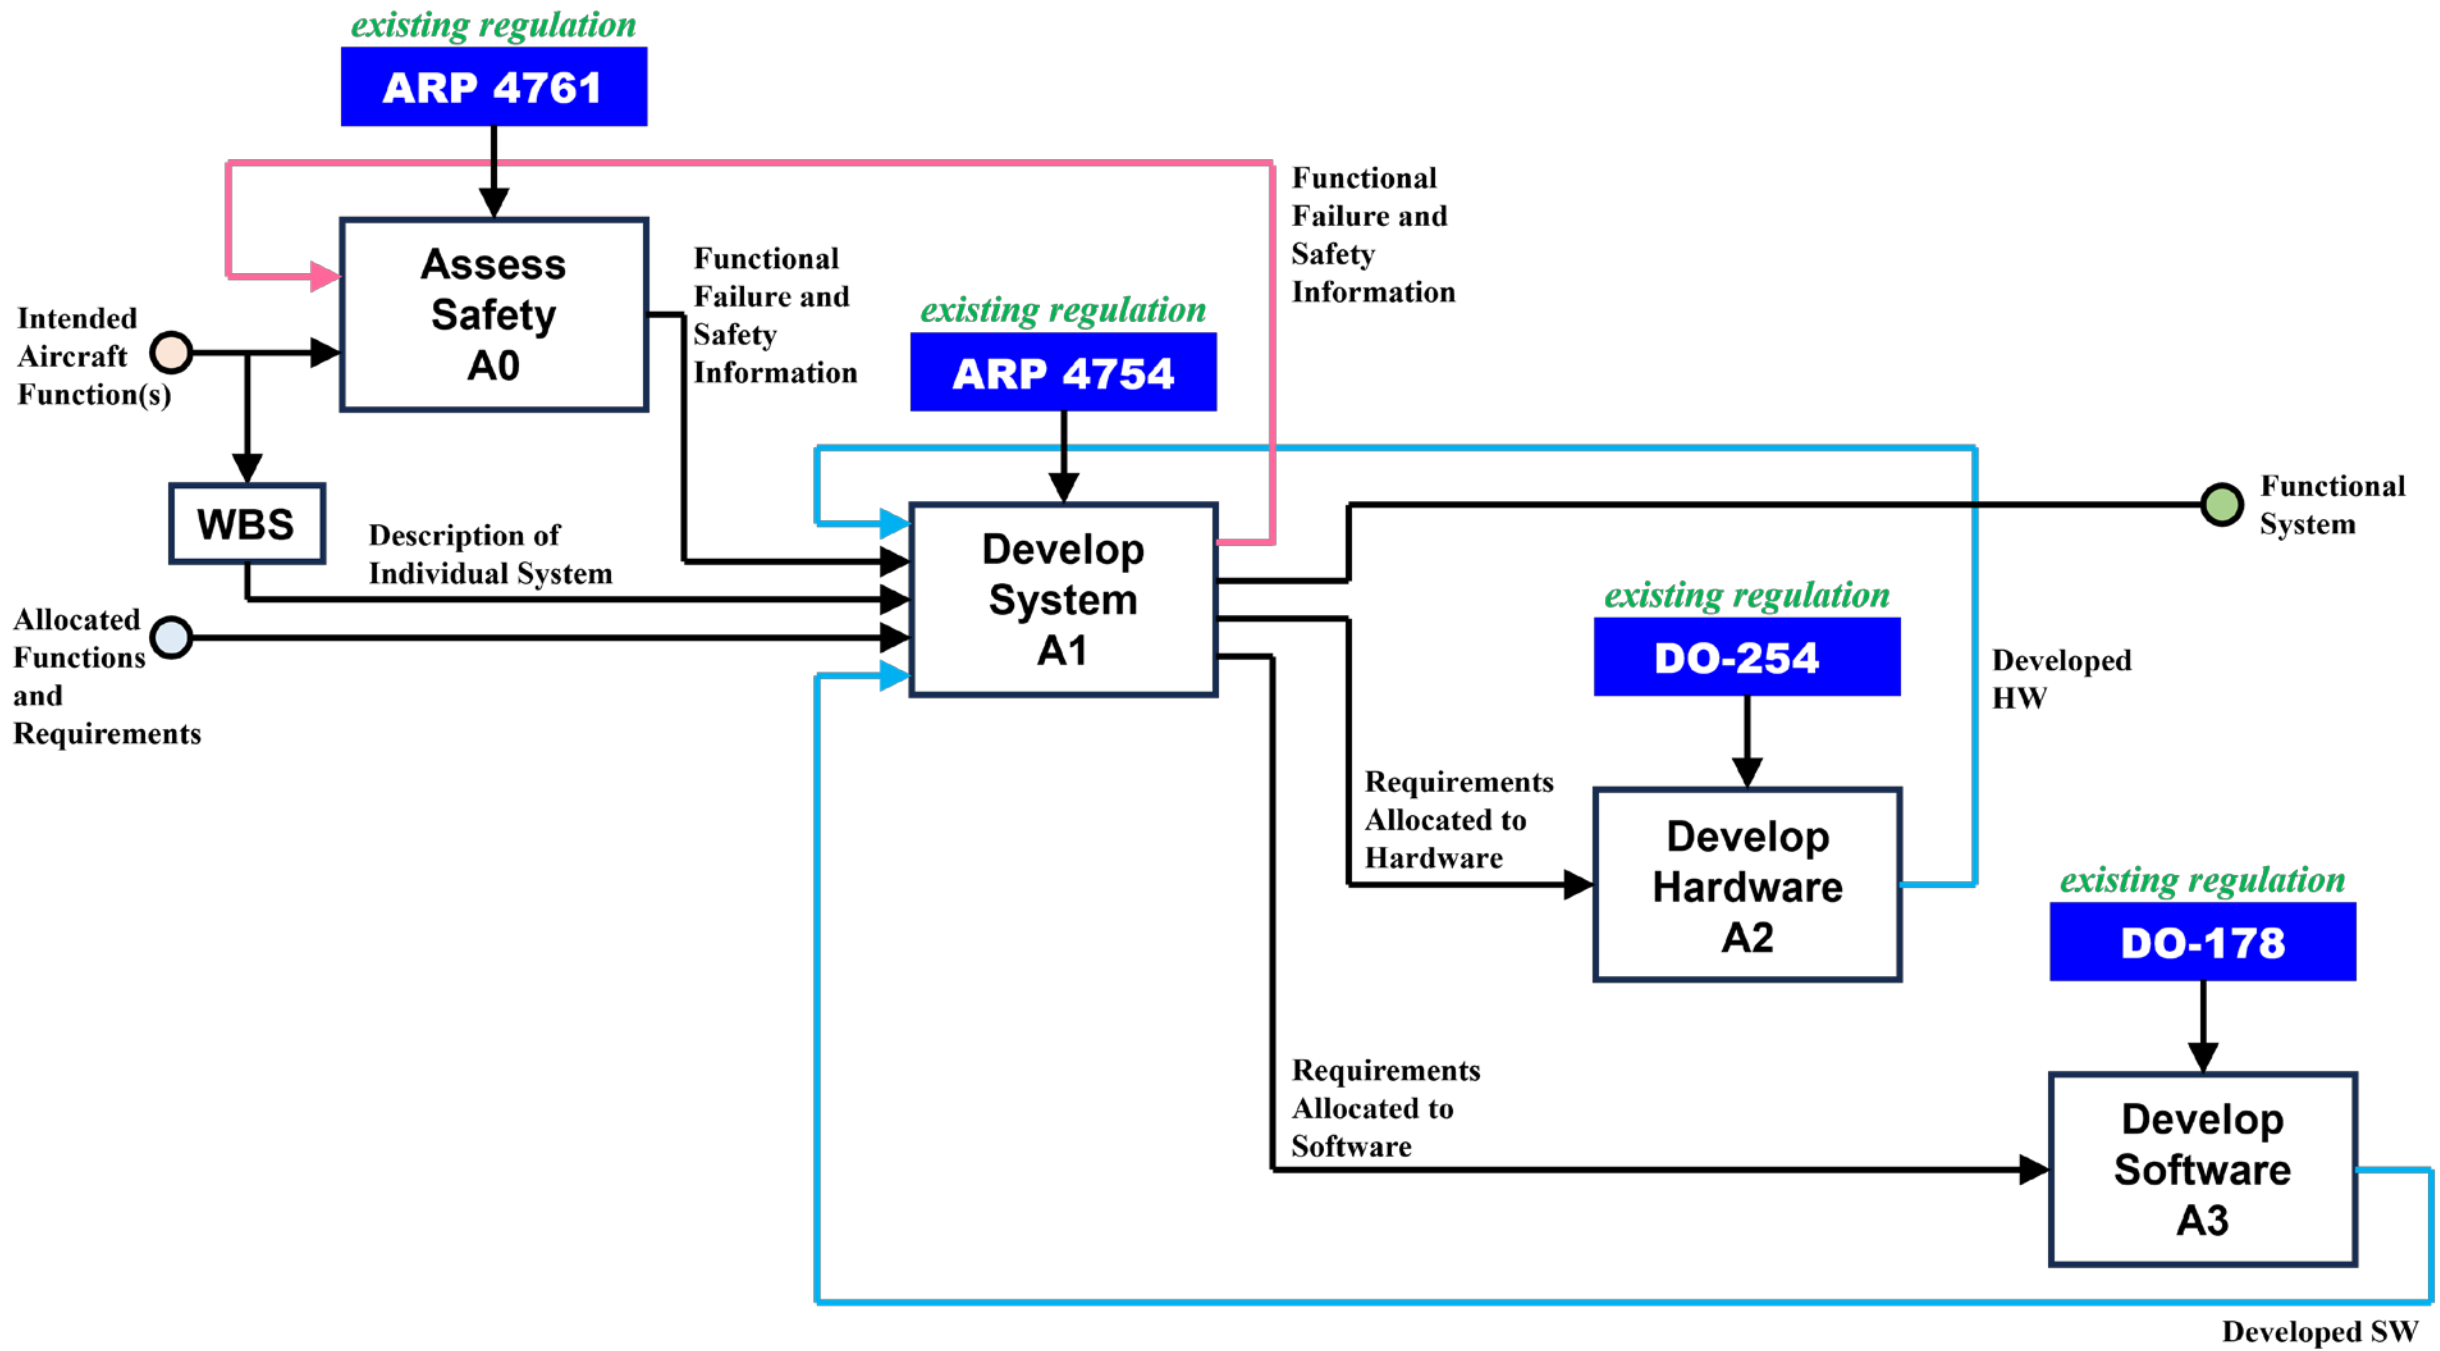 existing regulation
ARP 4761
Functional
Failure and
Safety
Information
Assess
Safety
A0
Functional
Failure and
Safety
Information
Intended
Aircraft
Function(s)
existing regulation
ARP 4754
WBS
Description of
Individual System
Functional
System
Develop
System
A1
Allocated
Functions
and
Requirements
existing regulation
DO-254
Developed
HW
Requirements
Allocated to
Hardware
Develop
Hardware
A2
existing regulation
DO-178
Requirements
Allocated to
Software
Develop
Software
A3
Developed SW